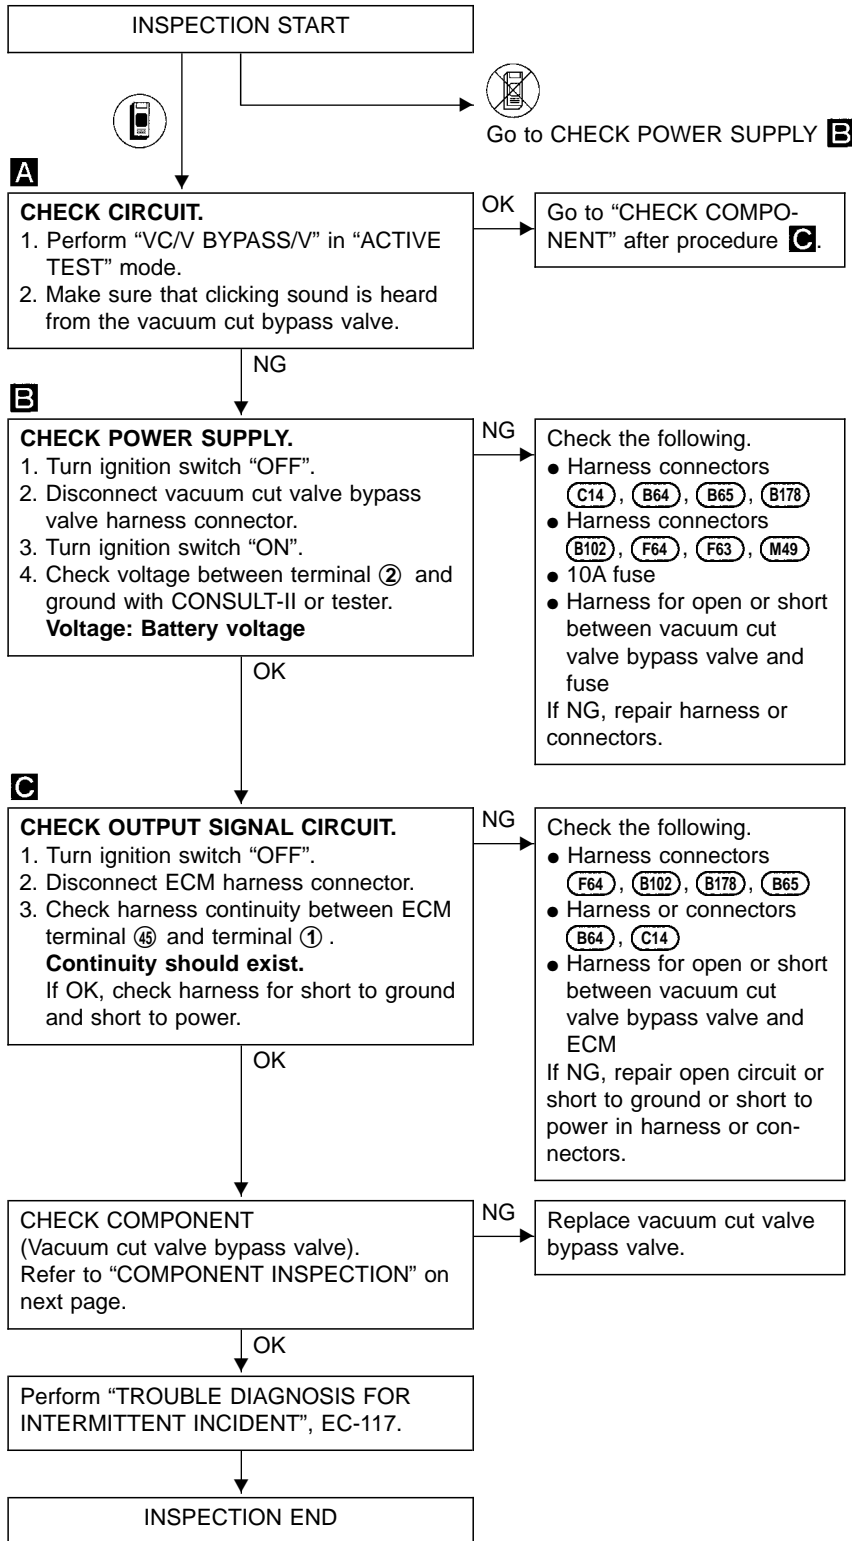 INSPECTION START
Go to CHECK POWER SUPPLY B
A
CHECK CIRCUIT.
1. Perform “VC/V BYPASS/V” in “ACTIVE
TEST” mode.
2. Make sure that clicking sound is heard
from the vacuum cut bypass valve.
OK
Go to “CHECK COMPO-
NENT” after procedure C.
NG
B
CHECK POWER SUPPLY.
1. Turn ignition switch “OFF”.
2. Disconnect vacuum cut valve bypass
valve harness connector.
3. Turn ignition switch “ON”.
4. Check voltage between terminal ② and
ground with CONSULT-II or tester.
Voltage: Battery voltage
NG
Check the following.
● Harness connectors
C14, B64, B65, B178
● Harness connectors
B102, F64, F63, M49
● 10A fuse
● Harness for open or short
between vacuum cut
valve bypass valve and
fuse
If NG, repair harness or
connectors.
OK
C
CHECK OUTPUT SIGNAL CIRCUIT.
1. Turn ignition switch “OFF”.
2. Disconnect ECM harness connector.
3. Check harness continuity between ECM
terminal ㊺ and terminal ① .
Continuity should exist.
If OK, check harness for short to ground
and short to power.
NG
Check the following.
● Harness connectors
F64, B102, B178, B65
● Harness or connectors
B64, C14
● Harness for open or short
between vacuum cut
valve bypass valve and
ECM
If NG, repair open circuit or
short to ground or short to
power in harness or con-
nectors.
OK
CHECK COMPONENT
(Vacuum cut valve bypass valve).
Refer to “COMPONENT INSPECTION” on
next page.
NG
Replace vacuum cut valve
bypass valve.
OK
Perform “TROUBLE DIAGNOSIS FOR
INTERMITTENT INCIDENT”, EC-117.
INSPECTION END